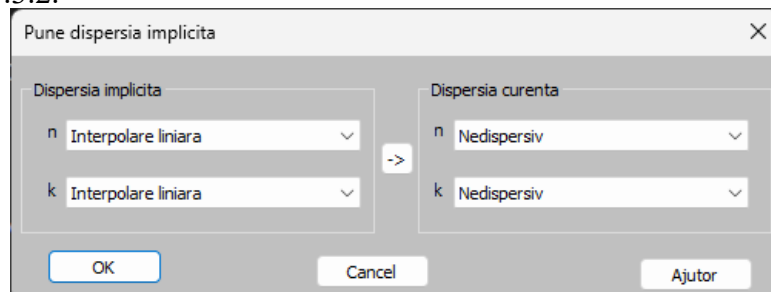 .3.2.
Pune dispersia implicita
Dispersia implicita
Dispersia curenta
n Interpolare liniara
n Nedispersiv
->
k Interpolare liniara
k Nedispersiv
OK
Cancel
Ajutor